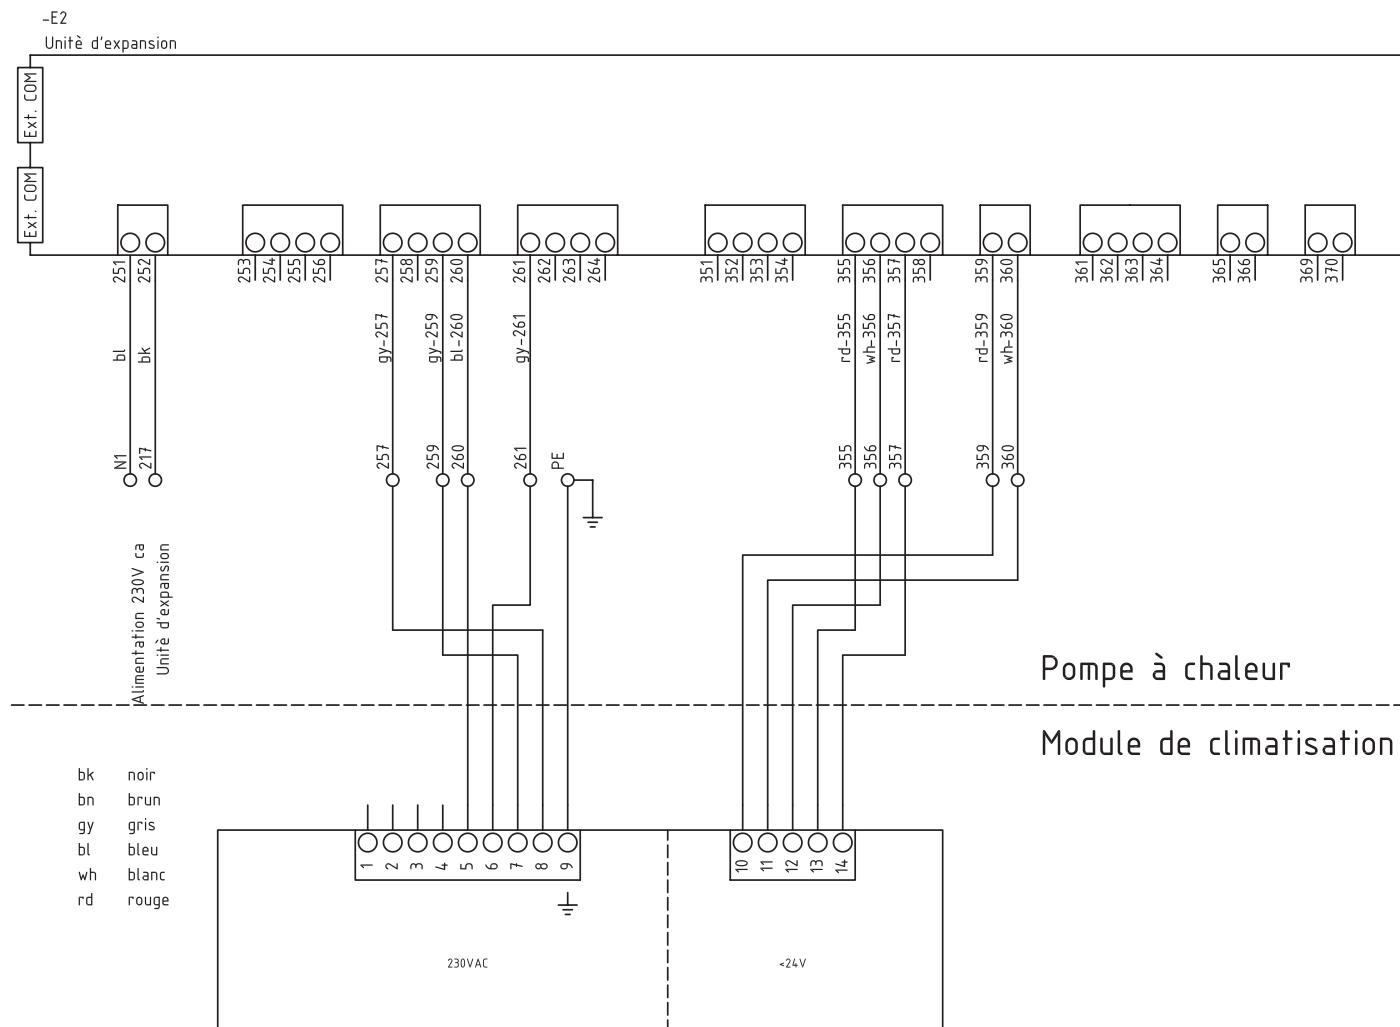 -E2
Unitè d'expansion
Ext. COM
Ext. COM
251 252 253 254 255 256 257 258 259 260 261 262 263 264 351 352 353 354 355 356 357 358 359 360 361 362 363 364 365 366 369 370
bl bk gy-257 gy-259 bl-260 gy-261 rd-355 wh-356 rd-357 rd-359 wh-360
N1 217 257 259 260 261 PE 355 356 357 359 360
Alimentation 230V ca
Unitè d'expansion
Pompe à chaleur
Module de climatisation
bk noir
bn brun
gy gris
bl bleu
wh blanc
rd rouge
1 2 3 4 5 6 7 8 9 10 11 12 13 14
230VAC <24V